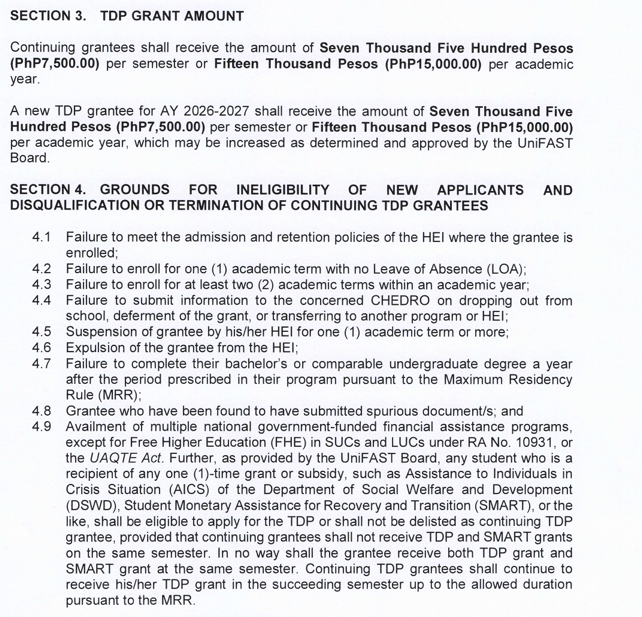 SECTION 3. TDP GRANT AMOUNT
Continuing grantees shall receive the amount of Seven Thousand Five Hundred Pesos
(PhP7,500.00) per semester or Fifteen Thousand Pesos (PhP15,000.00) per academic
year.
A new TDP grantee for AY 2026-2027 shall receive the amount of Seven Thousand Five
Hundred Pesos (PhP7,500.00) per semester or Fifteen Thousand Pesos (PhP15,000.00)
per academic year, which may be increased as determined and approved by the UniFAST
Board.
SECTION 4. GROUNDS FOR INELIGIBILITY OF NEW APPLICANTS AND
DISQUALIFICATION OR TERMINATION OF CONTINUING TDP GRANTEES
4.1 Failure to meet the admission and retention policies of the HEI where the grantee is
enrolled;
4.2 Failure to enroll for one (1) academic term with no Leave of Absence (LOA);
4.3 Failure to enroll for at least two (2) academic terms within an academic year;
4.4 Failure to submit information to the concerned CHEDRO on dropping out from
school, deferment of the grant, or transferring to another program or HEI;
4.5 Suspension of grantee by his/her HEI for one (1) academic term or more;
4.6 Expulsion of the grantee from the HEI;
4.7 Failure to complete their bachelor's or comparable undergraduate degree a year
after the period prescribed in their program pursuant to the Maximum Residency
Rule (MRR);
4.8 Grantee who have been found to have submitted spurious document/s; and
4.9 Availment of multiple national government-funded financial assistance programs,
except for Free Higher Education (FHE) in SUCs and LUCs under RA No. 10931, or
the UAQTE Act. Further, as provided by the UniFAST Board, any student who is a
recipient of any one (1)-time grant or subsidy, such as Assistance to Individuals in
Crisis Situation (AICS) of the Department of Social Welfare and Development
(DSWD), Student Monetary Assistance for Recovery and Transition (SMART), or the
like, shall be eligible to apply for the TDP or shall not be delisted as continuing TDP
grantee, provided that continuing grantees shall not receive TDP and SMART grants
on the same semester. In no way shall the grantee receive both TDP grant and
SMART grant at the same semester. Continuing TDP grantees shall continue to
receive his/her TDP grant in the succeeding semester up to the allowed duration
pursuant to the MRR.